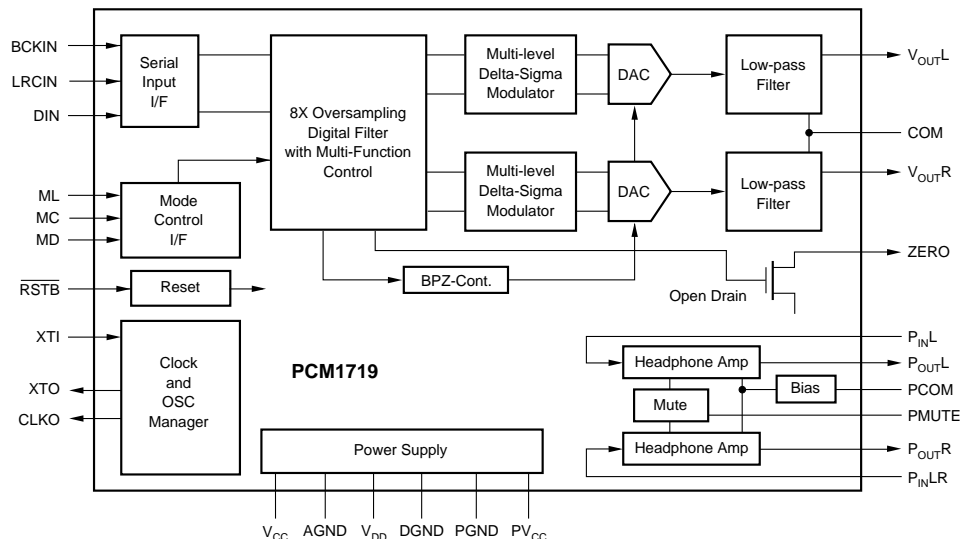 BCKIN
LRCIN
DIN
Serial
Input
I/F
8X Oversampling
Digital Filter
with Multi-Function
Control
Multi-level
Delta-Sigma
Modulator
DAC
Low-pass
Filter
VOUTL
COM
VOUTR
Multi-level
Delta-Sigma
Modulator
DAC
Low-pass
Filter
ML
MC
MD
Mode
Control
I/F
BPZ-Cont.
Open Drain
ZERO
RSTB
Reset
XTI
XTO
CLKO
Clock
and
OSC
Manager
PCM1719
Headphone Amp
Mute
Bias
Headphone Amp
PINL
POUTL
PCOM
PMUTE
POUTR
PINLR
Power Supply
VCC
AGND
VDD
DGND
PGND
PVCC